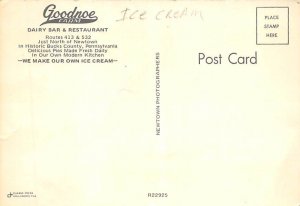 Goodnoe
FARM
ICE CREAM
DAIRY BAR & RESTAURANT
Routes 413 & 532
Just North of Newtown
In Historic Bucks County, Pennsylvania
Delicious Pies Made Fresh Daily
In Our Own Modern Kitchen
—WE MAKE OUR OWN ICE CREAM—
PLACE
STAMP
HERE
Post Card
NEWTOWN PHOTOGRAPHERS
R22925